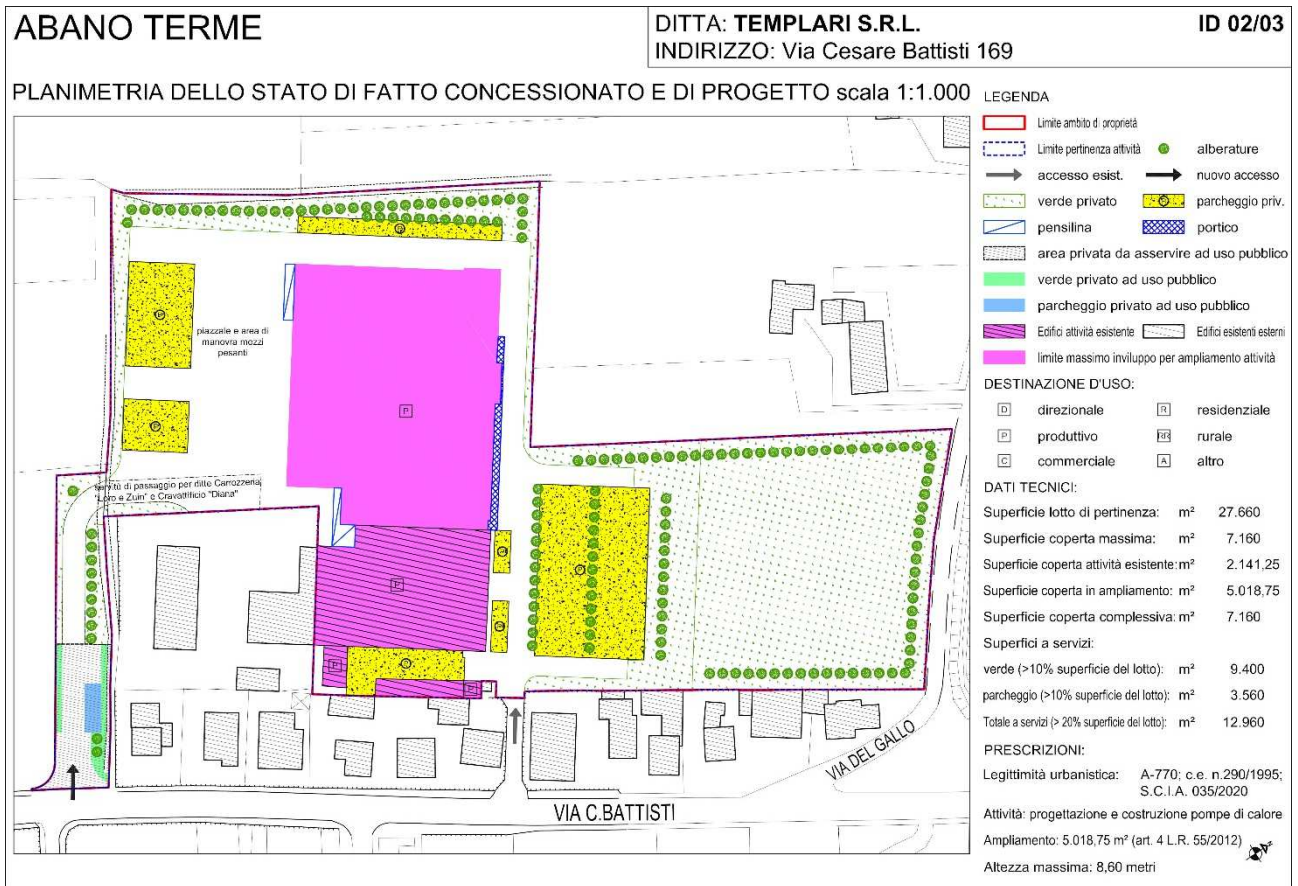 ABANO TERME
DITTA: TEMPLARI S.R.L.
ID 02/03
INDIRIZZO: Via Cesare Battisti 169
PLANIMETRIA DELLO STATO DI FATTO CONCESSIONATO E DI PROGETTO scala 1:1.000
piazzale e area di
manovra mozzi
pesanti
servitù di passaggio per ditte Carrozzeria
"Loro e Zuin" e Cravattificio "Diana"
P
P
P
P
P
P
P
P
P
P
P
VIA DEL GALLO
VIA C.BATTISTI
LEGENDA
Limite ambito di proprietà
Limite pertinenza attività
alberature
accesso esist.
nuovo accesso
verde privato
P
parcheggio priv.
pensilina
portico
area privata da asservire ad uso pubblico
verde privato ad uso pubblico
parcheggio privato ad uso pubblico
Edifici attività esistente
Edifici esistenti esterni
limite massimo inviluppo per ampliamento attività
DESTINAZIONE D'USO:
D direzionale R residenziale
P produttivo RR rurale
C commerciale A altro
DATI TECNICI:
Superficie lotto di pertinenza: m² 27.660
Superficie coperta massima: m² 7.160
Superficie coperta attività esistente: m² 2.141,25
Superficie coperta in ampliamento: m² 5.018,75
Superficie coperta complessiva: m² 7.160
Superfici a servizi:
verde (>10% superficie del lotto): m² 9.400
parcheggio (>10% superficie del lotto): m² 3.560
Totale a servizi (> 20% superficie del lotto): m² 12.960
PRESCRIZIONI:
Legittimità urbanistica: A-770; c.e. n.290/1995;
S.C.I.A. 035/2020
Attività: progettazione e costruzione pompe di calore
Ampliamento: 5.018,75 m² (art. 4 L.R. 55/2012)
Altezza massima: 8,60 metri